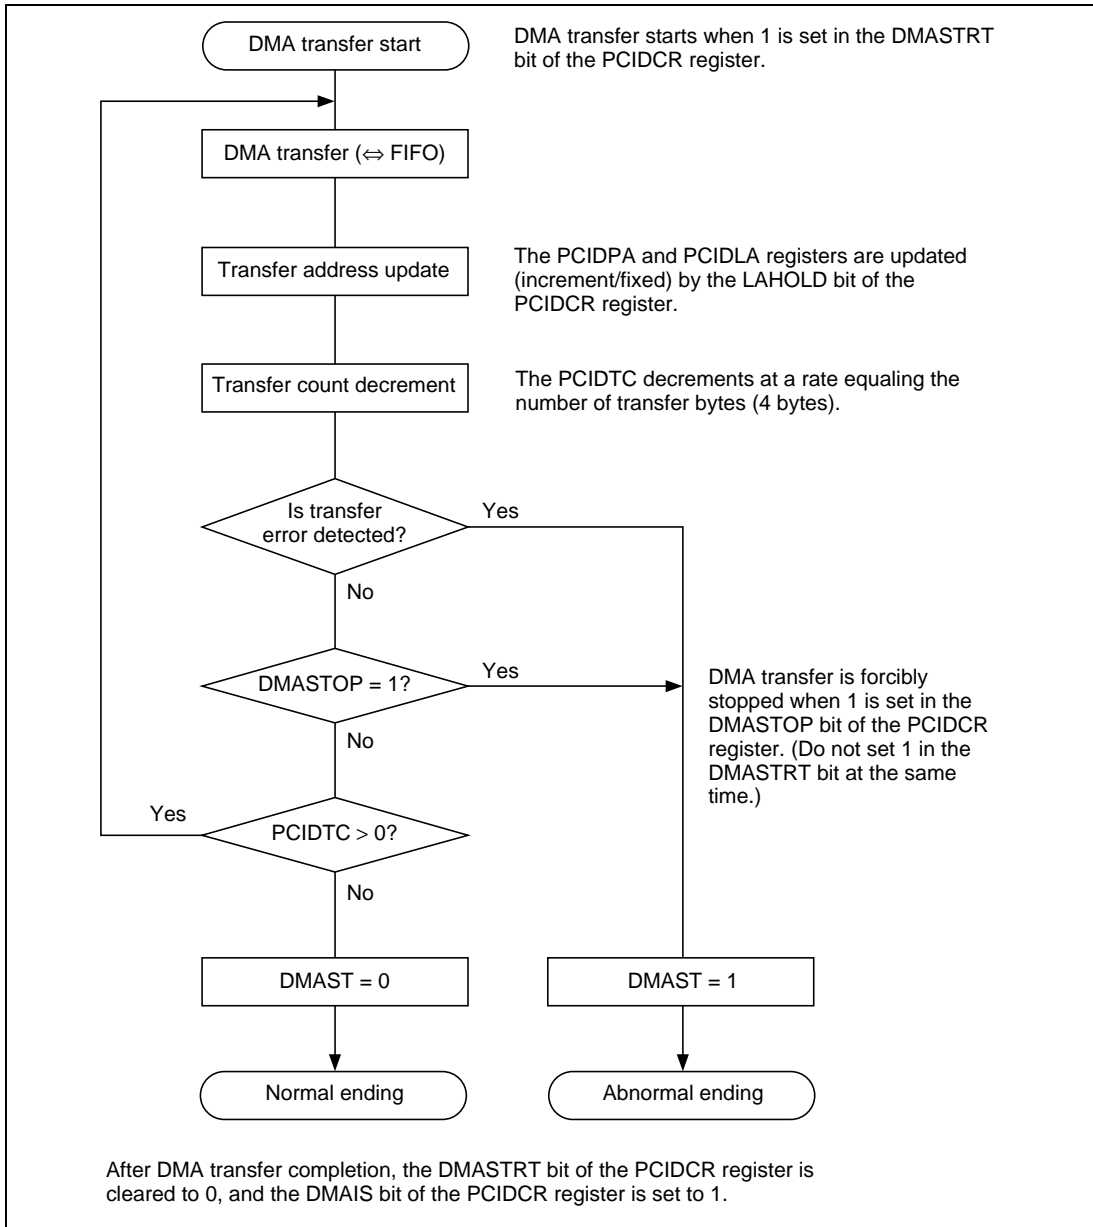 DMA transfer start
DMA transfer starts when 1 is set in the DMASTRT
bit of the PCIDCR register.
DMA transfer (⇔ FIFO)
Transfer address update
The PCIDPA and PCIDLA registers are updated
(increment/fixed) by the LAHOLD bit of the
PCIDCR register.
Transfer count decrement
The PCIDTC decrements at a rate equaling the
number of transfer bytes (4 bytes).
Is transfer
error detected?
Yes
No
DMASTOP = 1?
Yes
DMA transfer is forcibly
stopped when 1 is set in the
DMASTOP bit of the PCIDCR
register. (Do not set 1 in the
DMASTRT bit at the same
time.)
No
Yes
PCIDTC > 0?
No
DMAST = 0
DMAST = 1
Normal ending
Abnormal ending
After DMA transfer completion, the DMASTRT bit of the PCIDCR register is
cleared to 0, and the DMAIS bit of the PCIDCR register is set to 1.